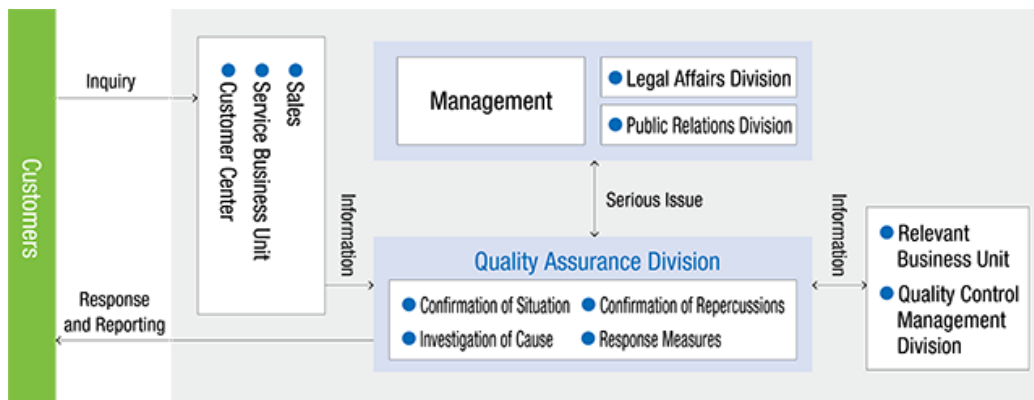 Customers
Inquiry
Response
and Reporting
Sales
Service Business Unit
Customer Center
Information
Management
Legal Affairs Division
Public Relations Division
Serious Issue
Quality Assurance Division
Confirmation of Situation
Confirmation of Repercussions
Investigation of Cause
Response Measures
Information
Relevant
Business Unit
Quality Control
Management
Division